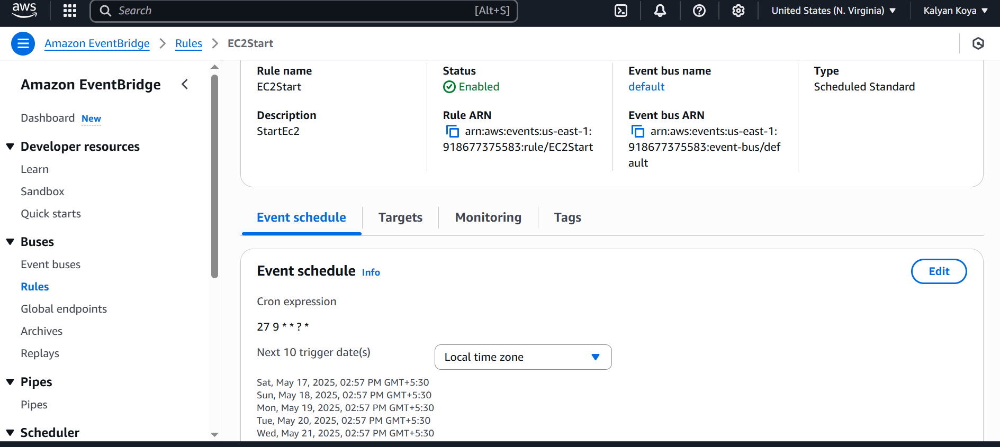 aws
Search
[Alt+S]
United States (N. Virginia)
Kalyan Koya
Amazon EventBridge
Rules
EC2Start
Amazon EventBridge
Dashboard New
Developer resources
Learn
Sandbox
Quick starts
Buses
Event buses
Rules
Global endpoints
Archives
Replays
Pipes
Pipes
Scheduler
Rule name
EC2Start
Description
StartEc2
Status
Enabled
Rule ARN
arn:aws:events:us-east-1:
918677375583:rule/EC2Start
Event bus name
default
Event bus ARN
arn:aws:events:us-east-1:
918677375583:event-bus/def
ault
Type
Scheduled Standard
Event schedule
Targets
Monitoring
Tags
Event schedule Info
Edit
Cron expression
27 9 * * ? *
Next 10 trigger date(s)
Local time zone
Sat, May 17, 2025, 02:57 PM GMT+5:30
Sun, May 18, 2025, 02:57 PM GMT+5:30
Mon, May 19, 2025, 02:57 PM GMT+5:30
Tue, May 20, 2025, 02:57 PM GMT+5:30
Wed, May 21, 2025, 02:57 PM GMT+5:30